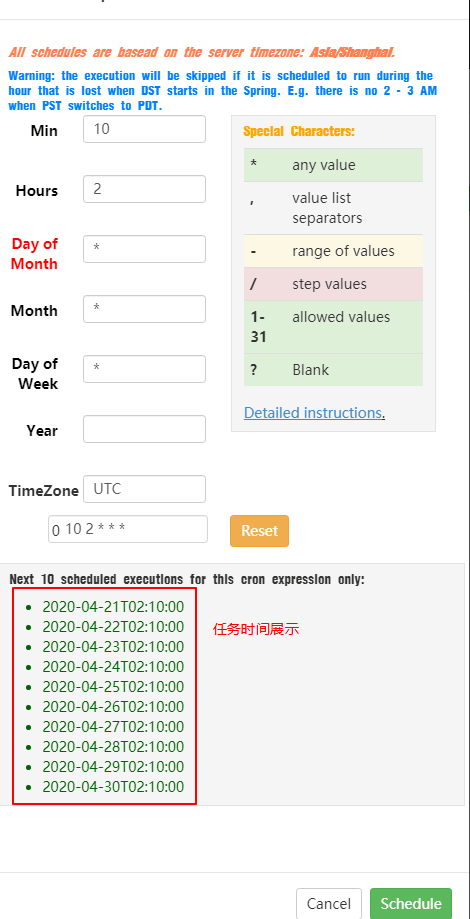 All schedules are basead on the server timezone: Asia/Shanghai.
Warning: the execution will be skipped if it is scheduled to run during the
hour that is lost when DST starts in the Spring. E.g. there is no 2 - 3 AM
when PST switches to PDT.
Min 10
Hours 2
Day of
Month *
Month *
Day of
Week *
Year
TimeZone UTC
0 10 2 * * *
Reset
Special Characters:
* any value
, value list
separators
- range of values
/ step values
1- allowed values
31
? Blank
Detailed instructions.
Next 10 scheduled executions for this cron expression only:
2020-04-21T02:10:00
2020-04-22T02:10:00
2020-04-23T02:10:00
2020-04-24T02:10:00
2020-04-25T02:10:00
2020-04-26T02:10:00
2020-04-27T02:10:00
2020-04-28T02:10:00
2020-04-29T02:10:00
2020-04-30T02:10:00
任务时间展示
Cancel
Schedule